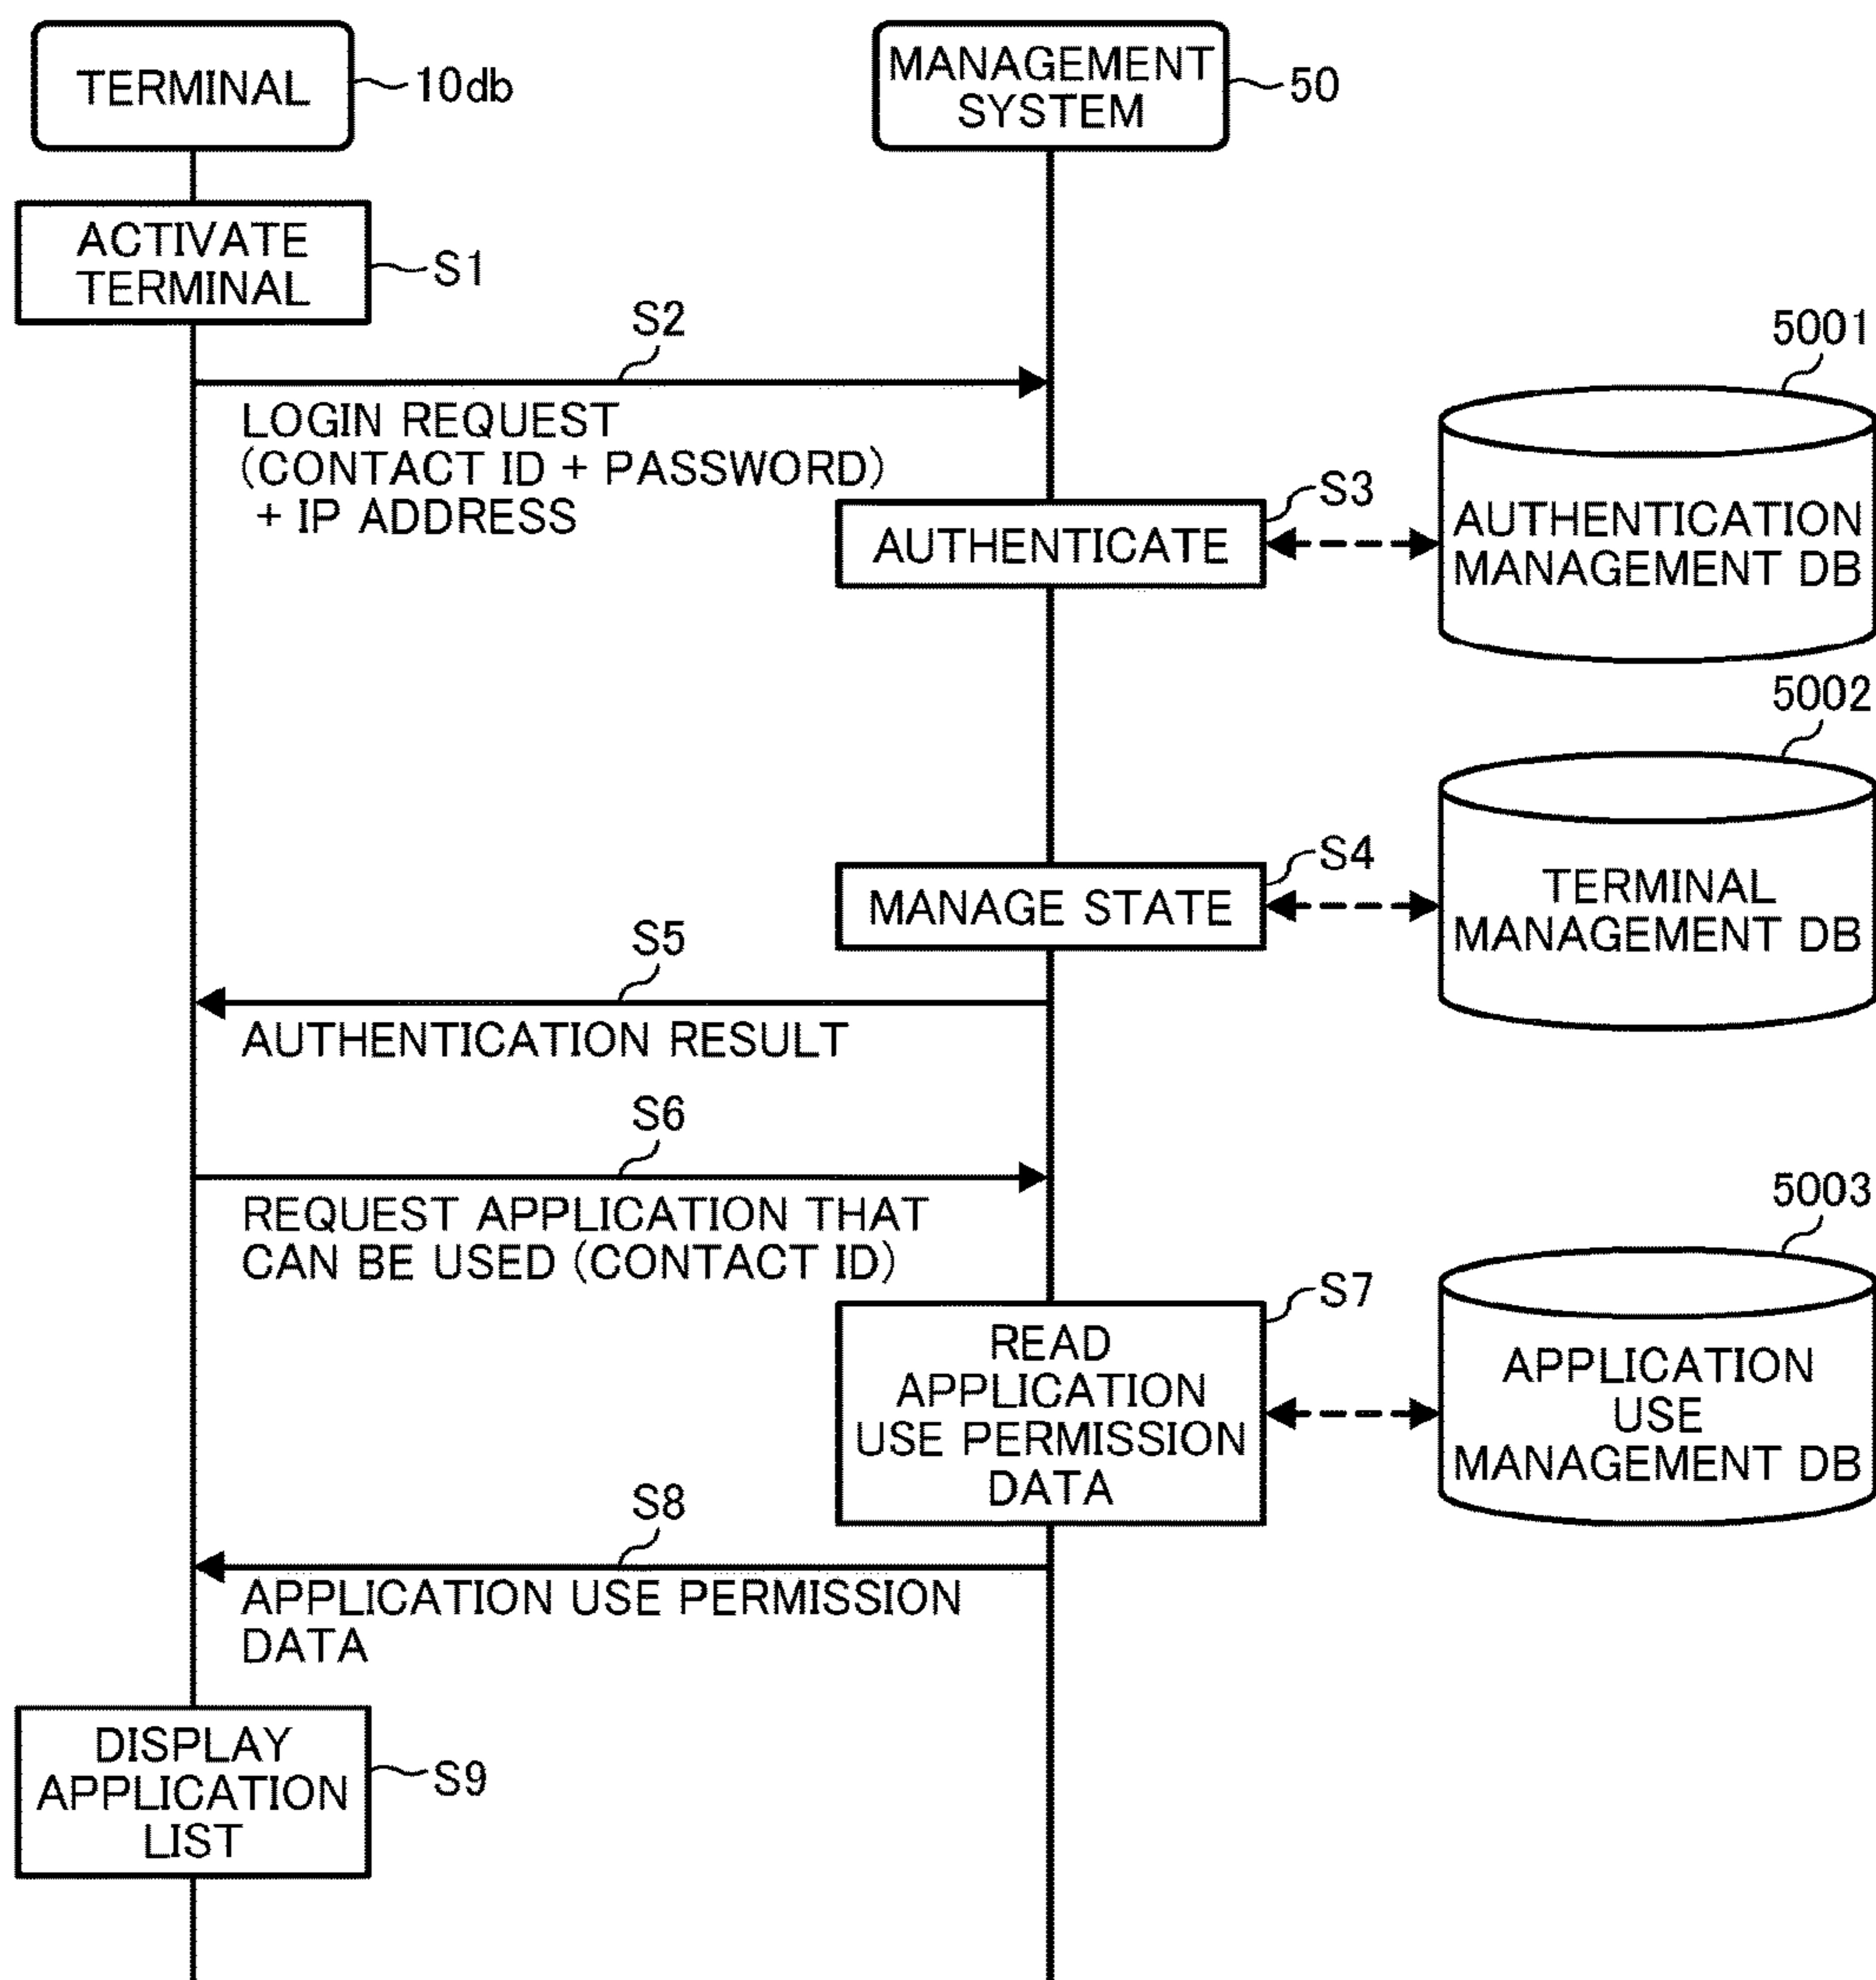 TERMINAL
10db
MANAGEMENT
SYSTEM
50
ACTIVATE
TERMINAL
S1
S2
LOGIN REQUEST
(CONTACT ID + PASSWORD)
+ IP ADDRESS
5001
S3
AUTHENTICATE
AUTHENTICATION
MANAGEMENT DB
5002
S4
MANAGE STATE
TERMINAL
MANAGEMENT DB
S5
AUTHENTICATION RESULT
S6
REQUEST APPLICATION THAT
CAN BE USED (CONTACT ID)
5003
S7
READ
APPLICATION
USE PERMISSION
DATA
APPLICATION
USE
MANAGEMENT DB
S8
APPLICATION USE PERMISSION
DATA
DISPLAY
APPLICATION
LIST
S9